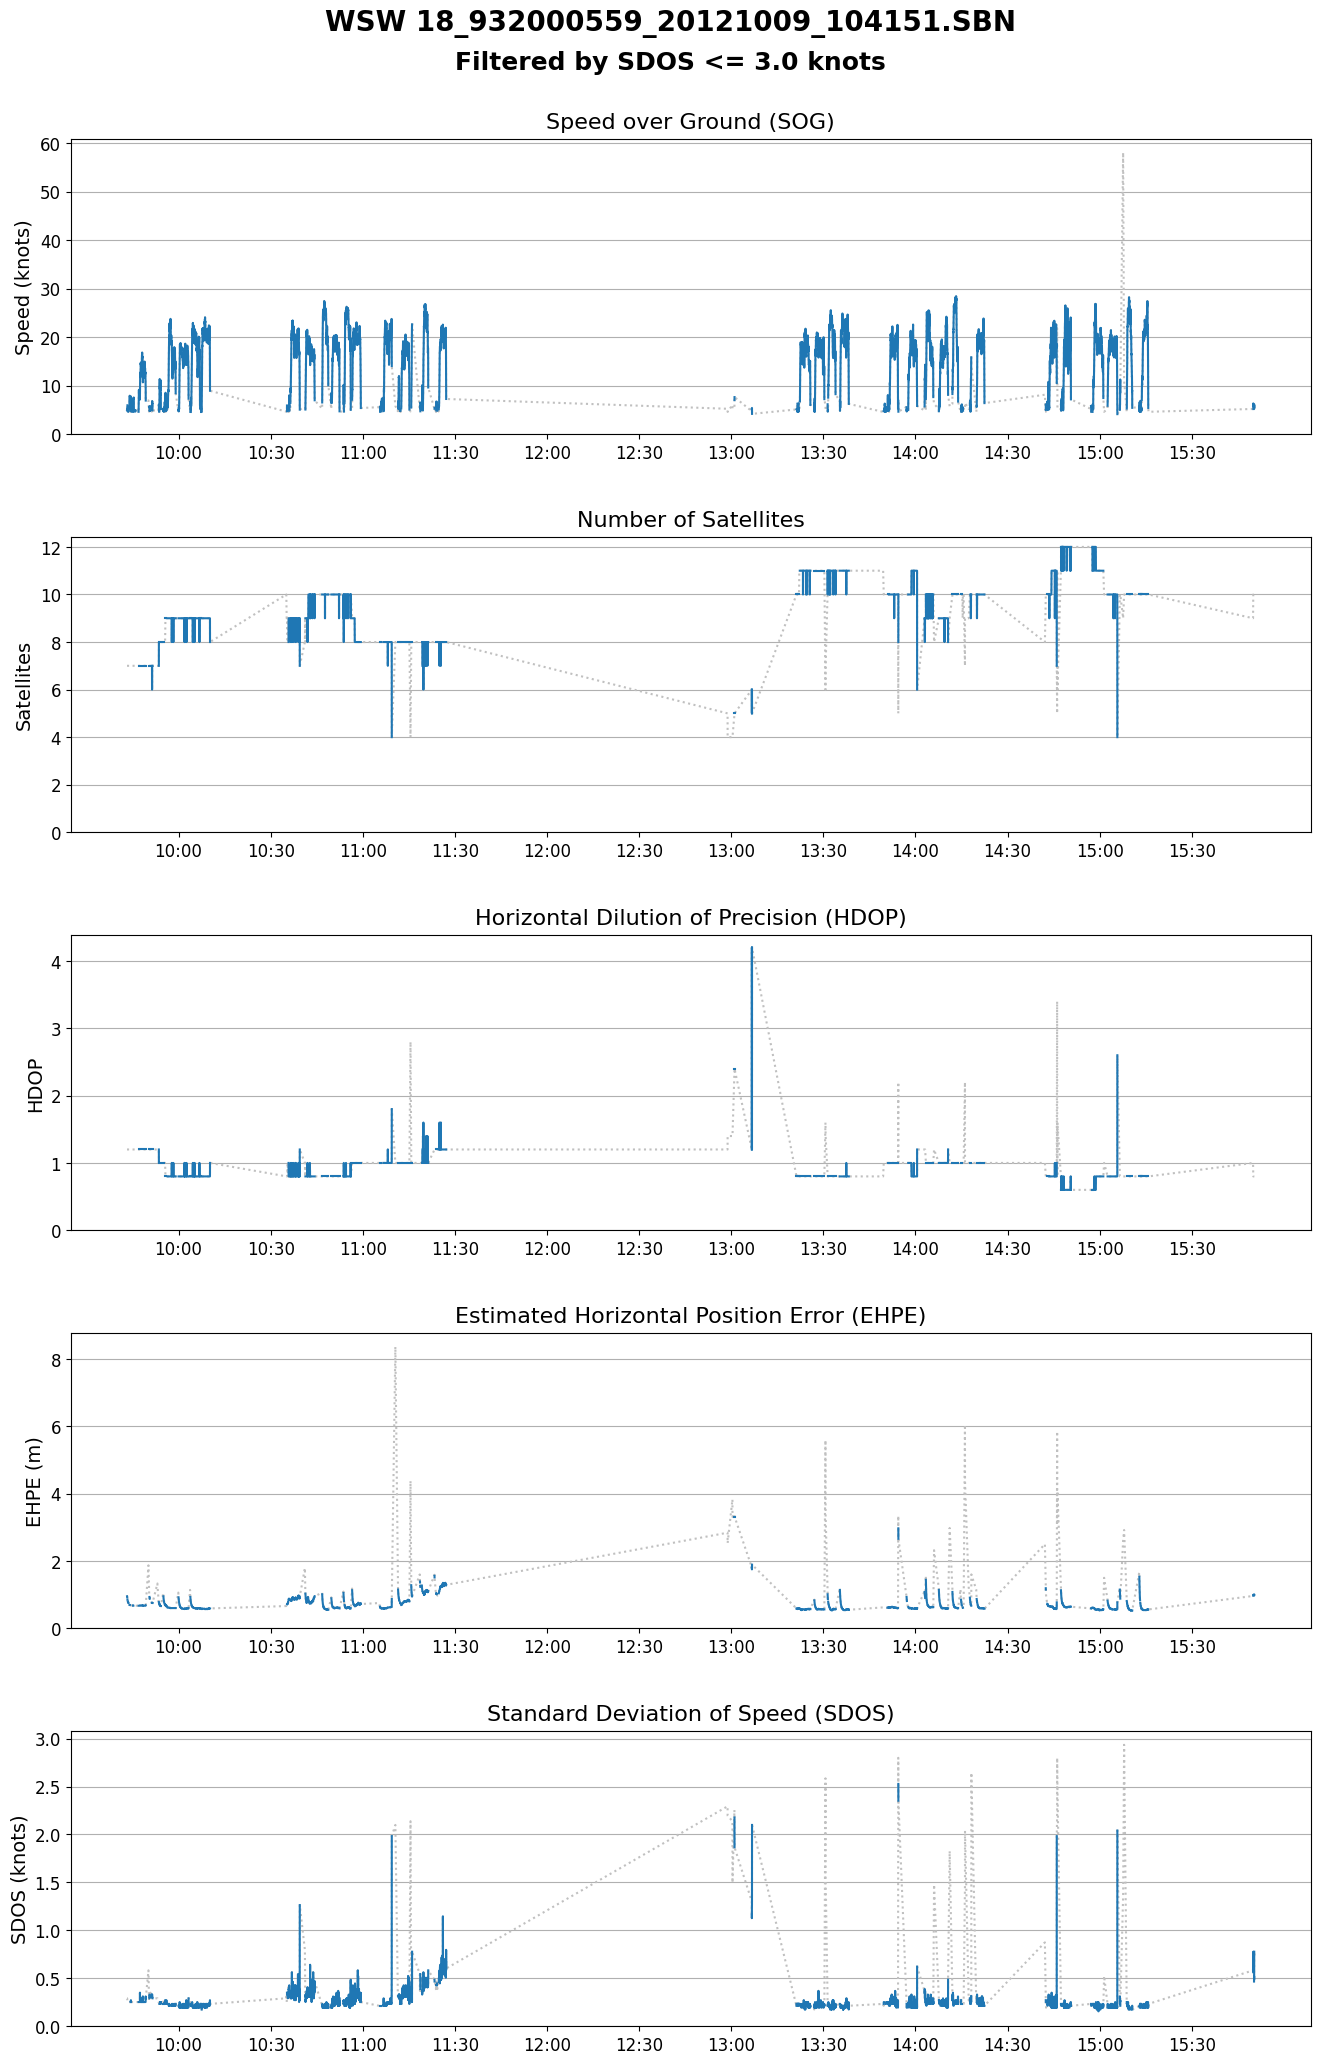 WSW 18_932000559_20121009_104151.SBN
Filtered by SDOS <= 3.0 knots
Speed over Ground (SOG)
60
50
40
30
20
10
0
Speed (knots)
10:00 10:30 11:00 11:30 12:00 12:30 13:00 13:30 14:00 14:30 15:00 15:30
Number of Satellites
12
10
8
6
4
2
0
Satellites
10:00 10:30 11:00 11:30 12:00 12:30 13:00 13:30 14:00 14:30 15:00 15:30
Horizontal Dilution of Precision (HDOP)
4
3
2
1
0
HDOP
10:00 10:30 11:00 11:30 12:00 12:30 13:00 13:30 14:00 14:30 15:00 15:30
Estimated Horizontal Position Error (EHPE)
8
6
4
2
0
EHPE (m)
10:00 10:30 11:00 11:30 12:00 12:30 13:00 13:30 14:00 14:30 15:00 15:30
Standard Deviation of Speed (SDOS)
3.0
2.5
2.0
1.5
1.0
0.5
0.0
SDOS (knots)
10:00 10:30 11:00 11:30 12:00 12:30 13:00 13:30 14:00 14:30 15:00 15:30